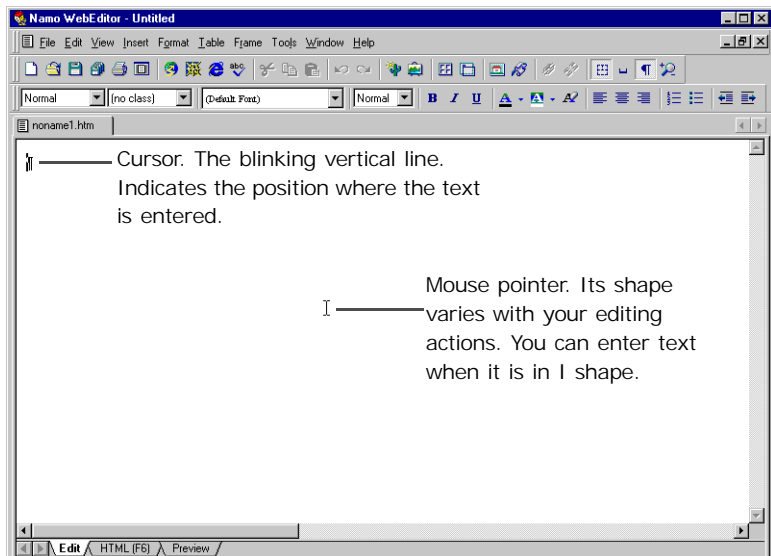 Namo WebEditor - Untitled
File Edit View Insert Format Table Frame Tools Window Help
Normal (no class) (Default Font) Normal B I U A A A
noname1.htm
Cursor. The blinking vertical line.
Indicates the position where the text
is entered.
Mouse pointer. Its shape
varies with your editing
actions. You can enter text
when it is in I shape.
Edit HTML (F6) Preview